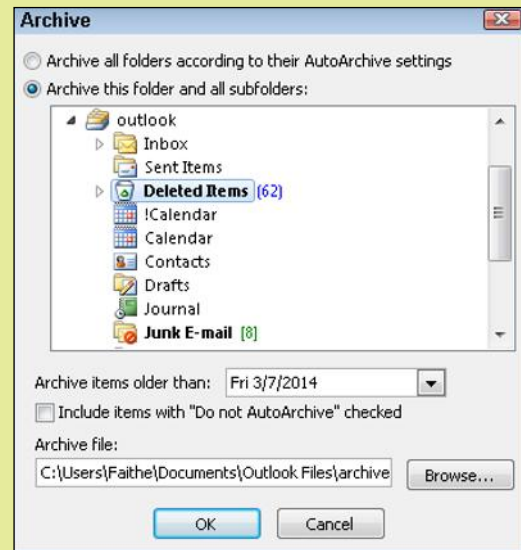 Archive
Archive all folders according to their AutoArchive settings
Archive this folder and all subfolders:
outlook
Inbox
Sent Items
Deleted Items (62)
!Calendar
Calendar
Contacts
Drafts
Journal
Junk E-mail [8]
Archive items older than: Fri 3/7/2014
Include items with "Do not AutoArchive" checked
Archive file:
C:\Users\Faithe\Documents\Outlook Files\archive Browse...
OK Cancel